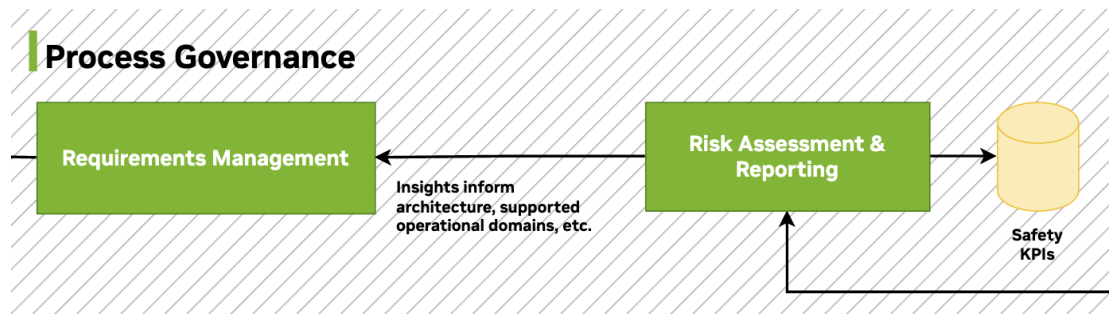 Process Governance
Requirements Management
Risk Assessment &
Reporting
Insights inform
architecture, supported
operational domains, etc.
Safety
KPIs